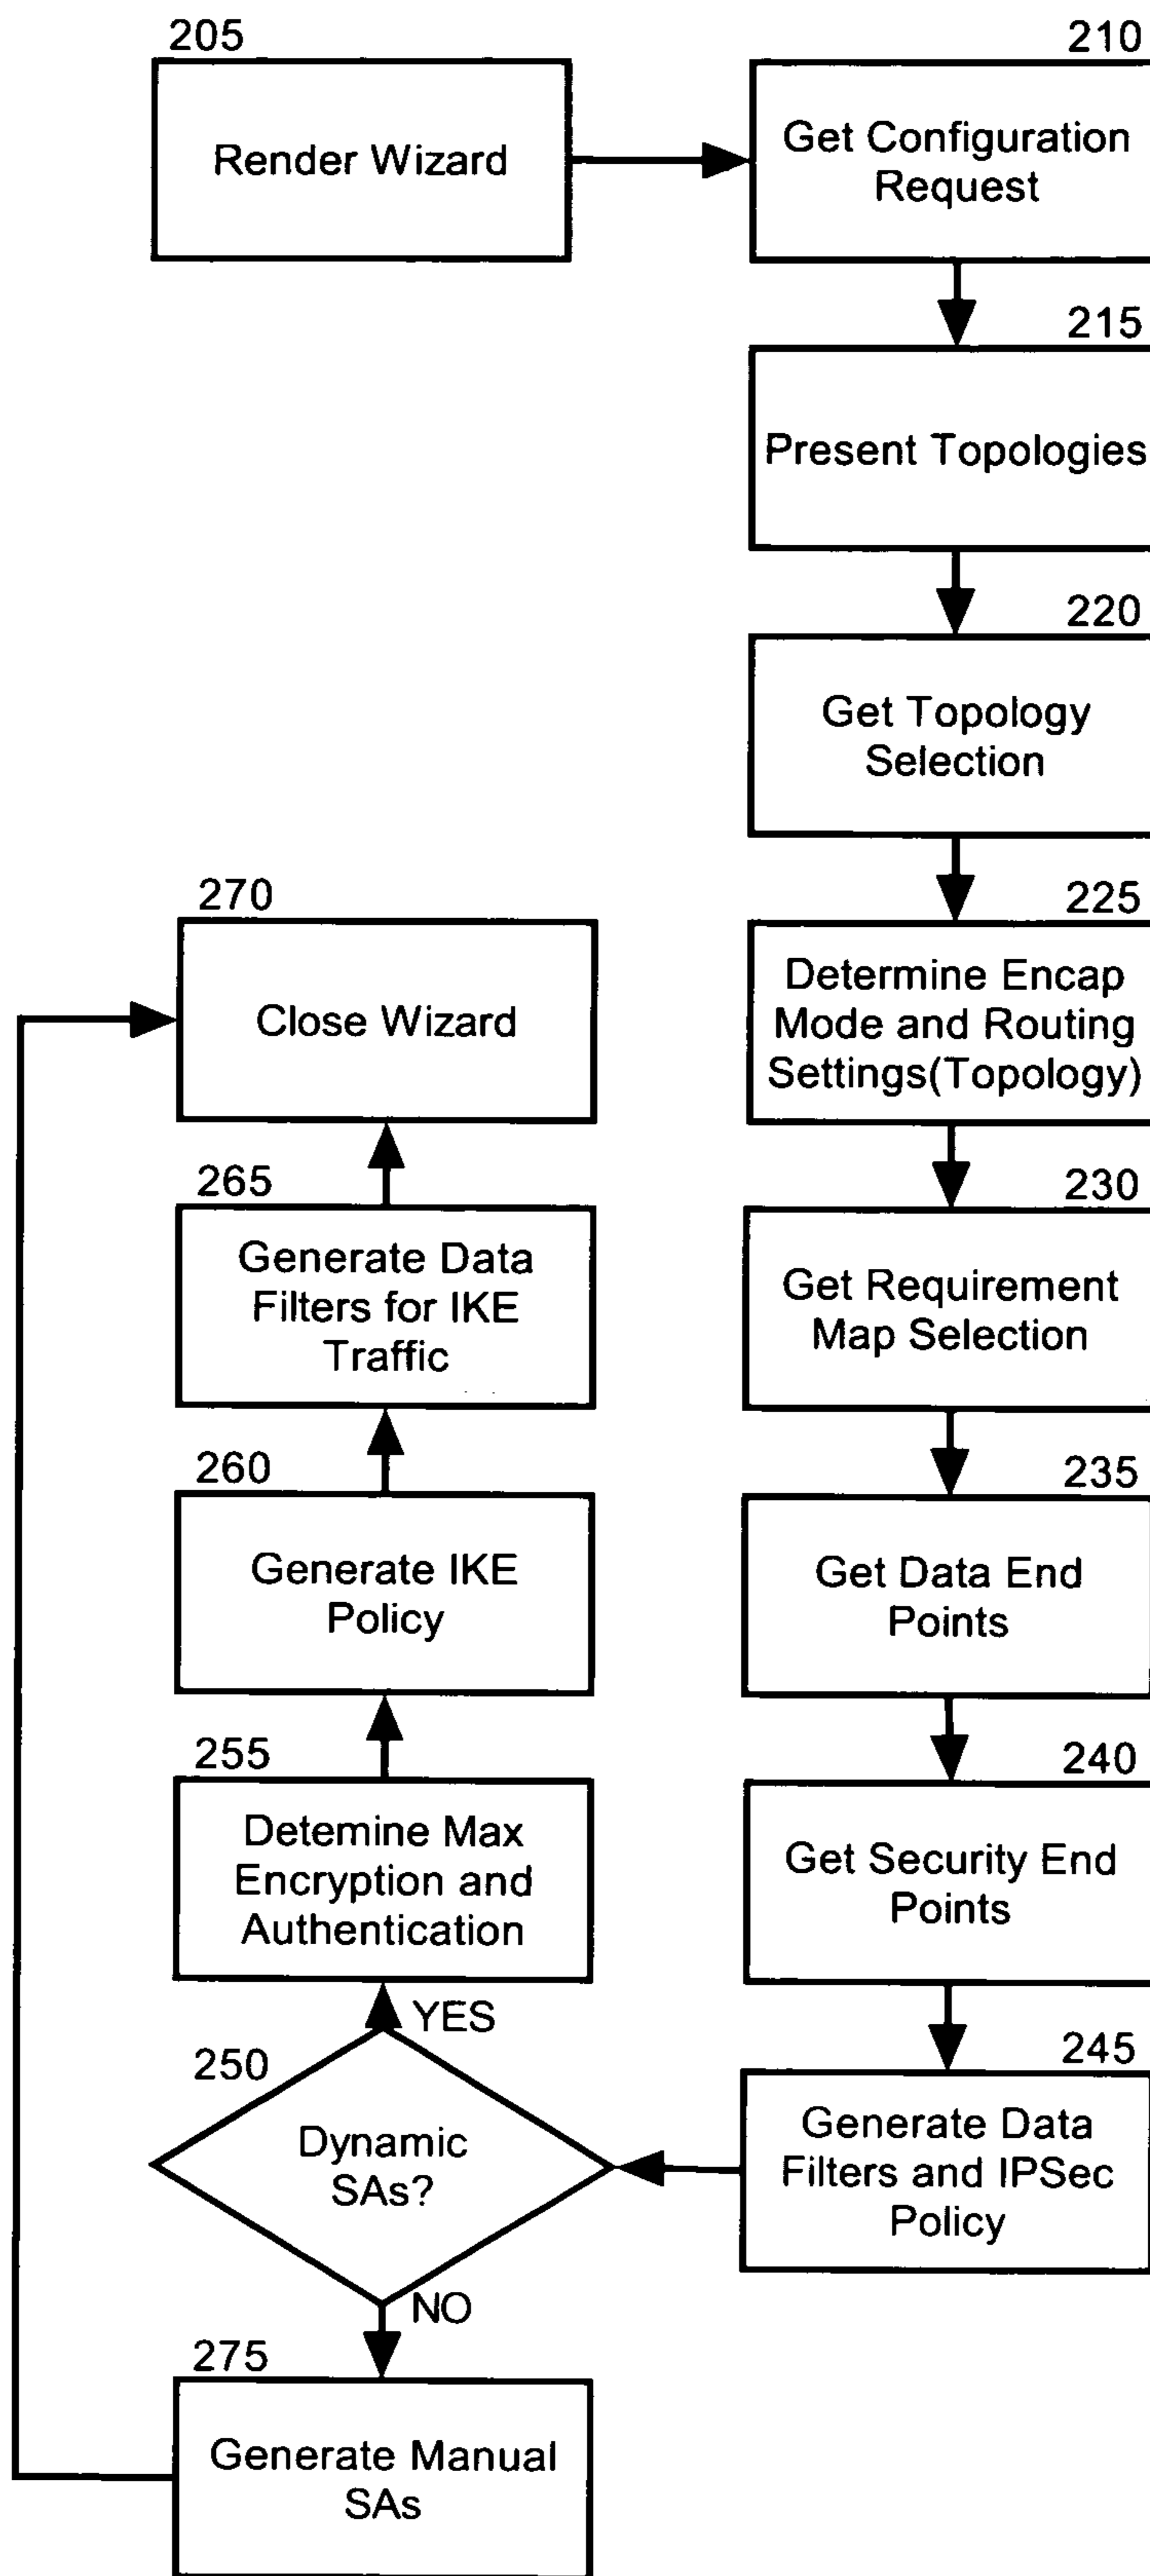 205
Render Wizard
210
Get Configuration
Request
215
Present Topologies
220
Get Topology
Selection
225
Determine Encap
Mode and Routing
Settings(Topology)
230
Get Requirement
Map Selection
235
Get Data End
Points
240
Get Security End
Points
245
Generate Data
Filters and IPSec
Policy
250
Dynamic
SAs?
YES
255
Detemine Max
Encryption and
Authentication
260
Generate IKE
Policy
265
Generate Data
Filters for IKE
Traffic
270
Close Wizard
NO
275
Generate Manual
SAs